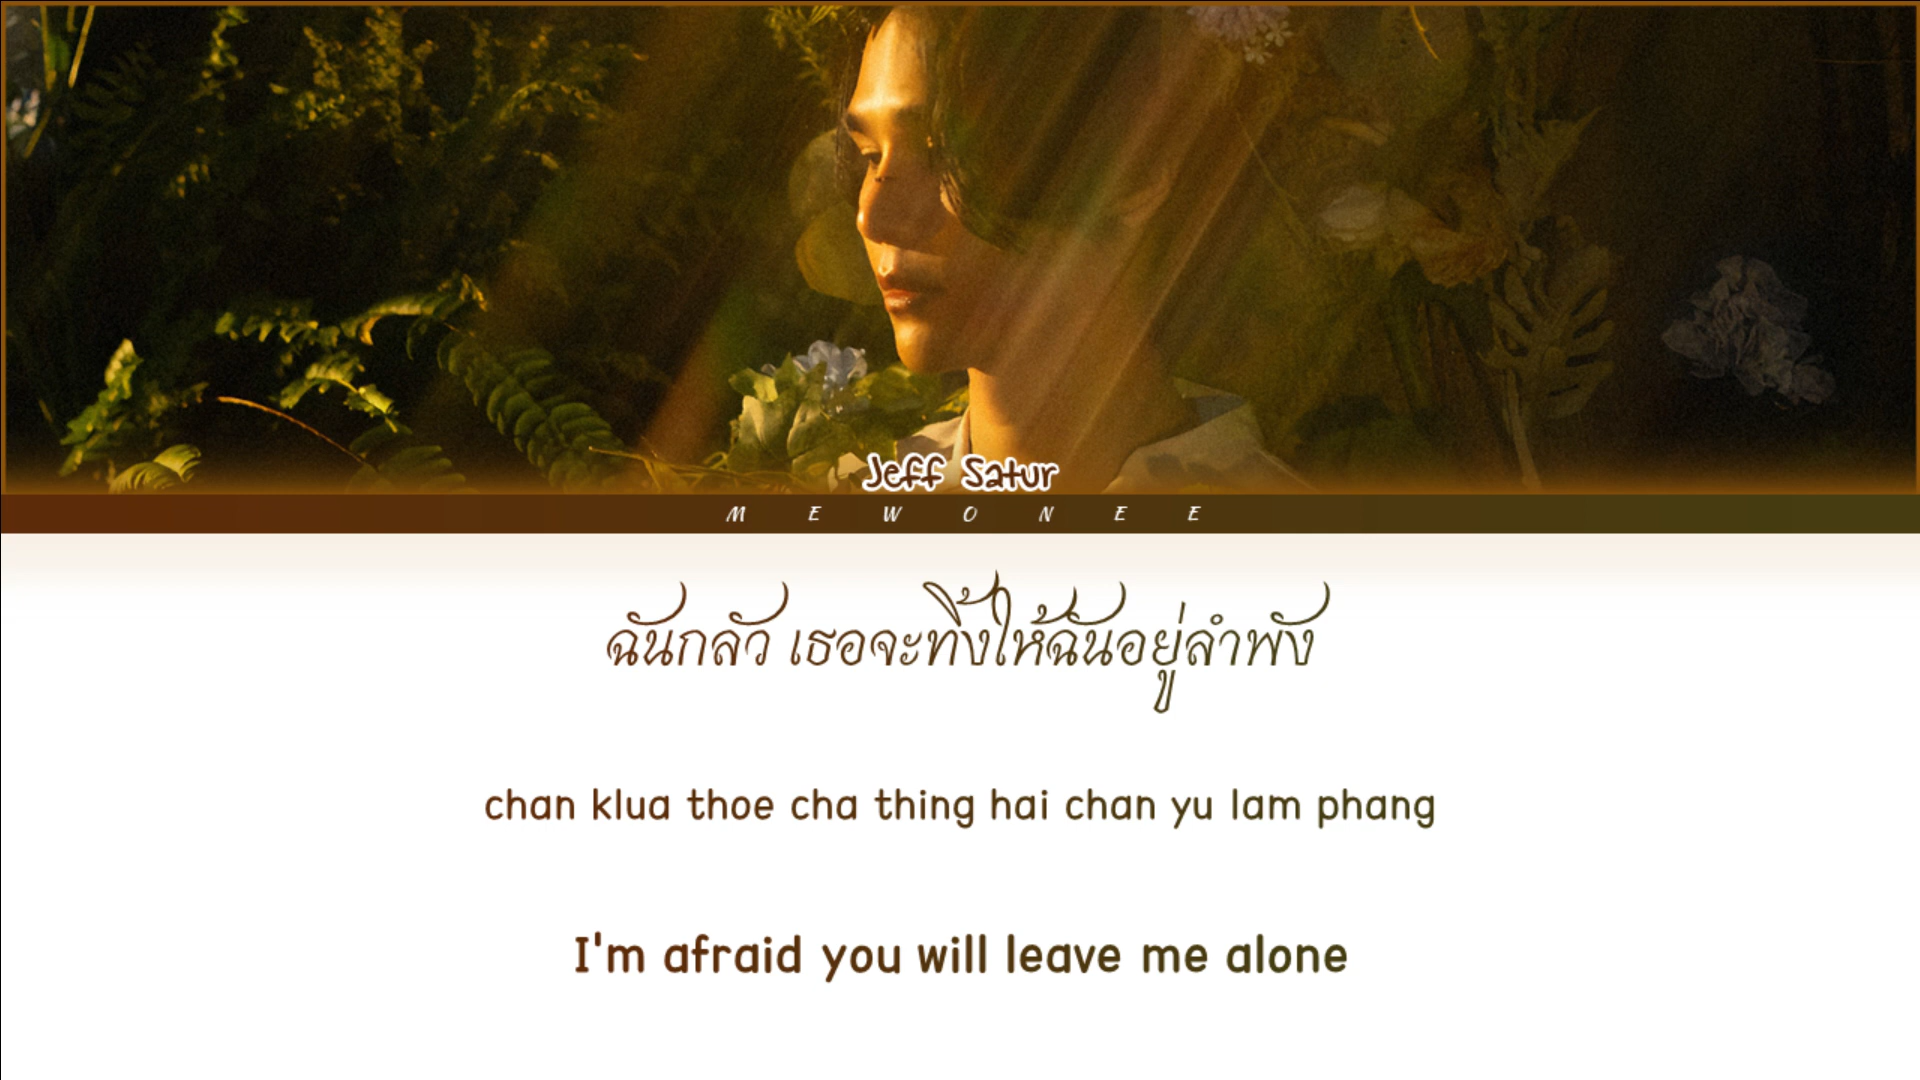 Jeff Satur
MEWONEE
ฉันกลัว เธอจะทิ้งให้ฉันอยู่ลำพัง
chan klua thoe cha thing hai chan yu lam phang
I'm afraid you will leave me alone